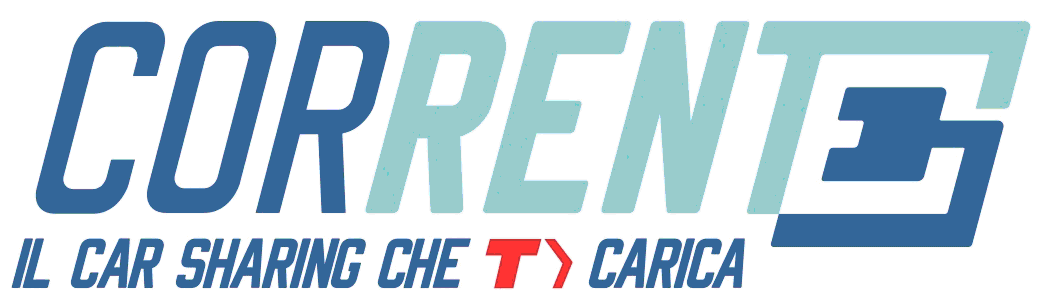 CORRENTE
IL CAR SHARING CHE T> CARICA